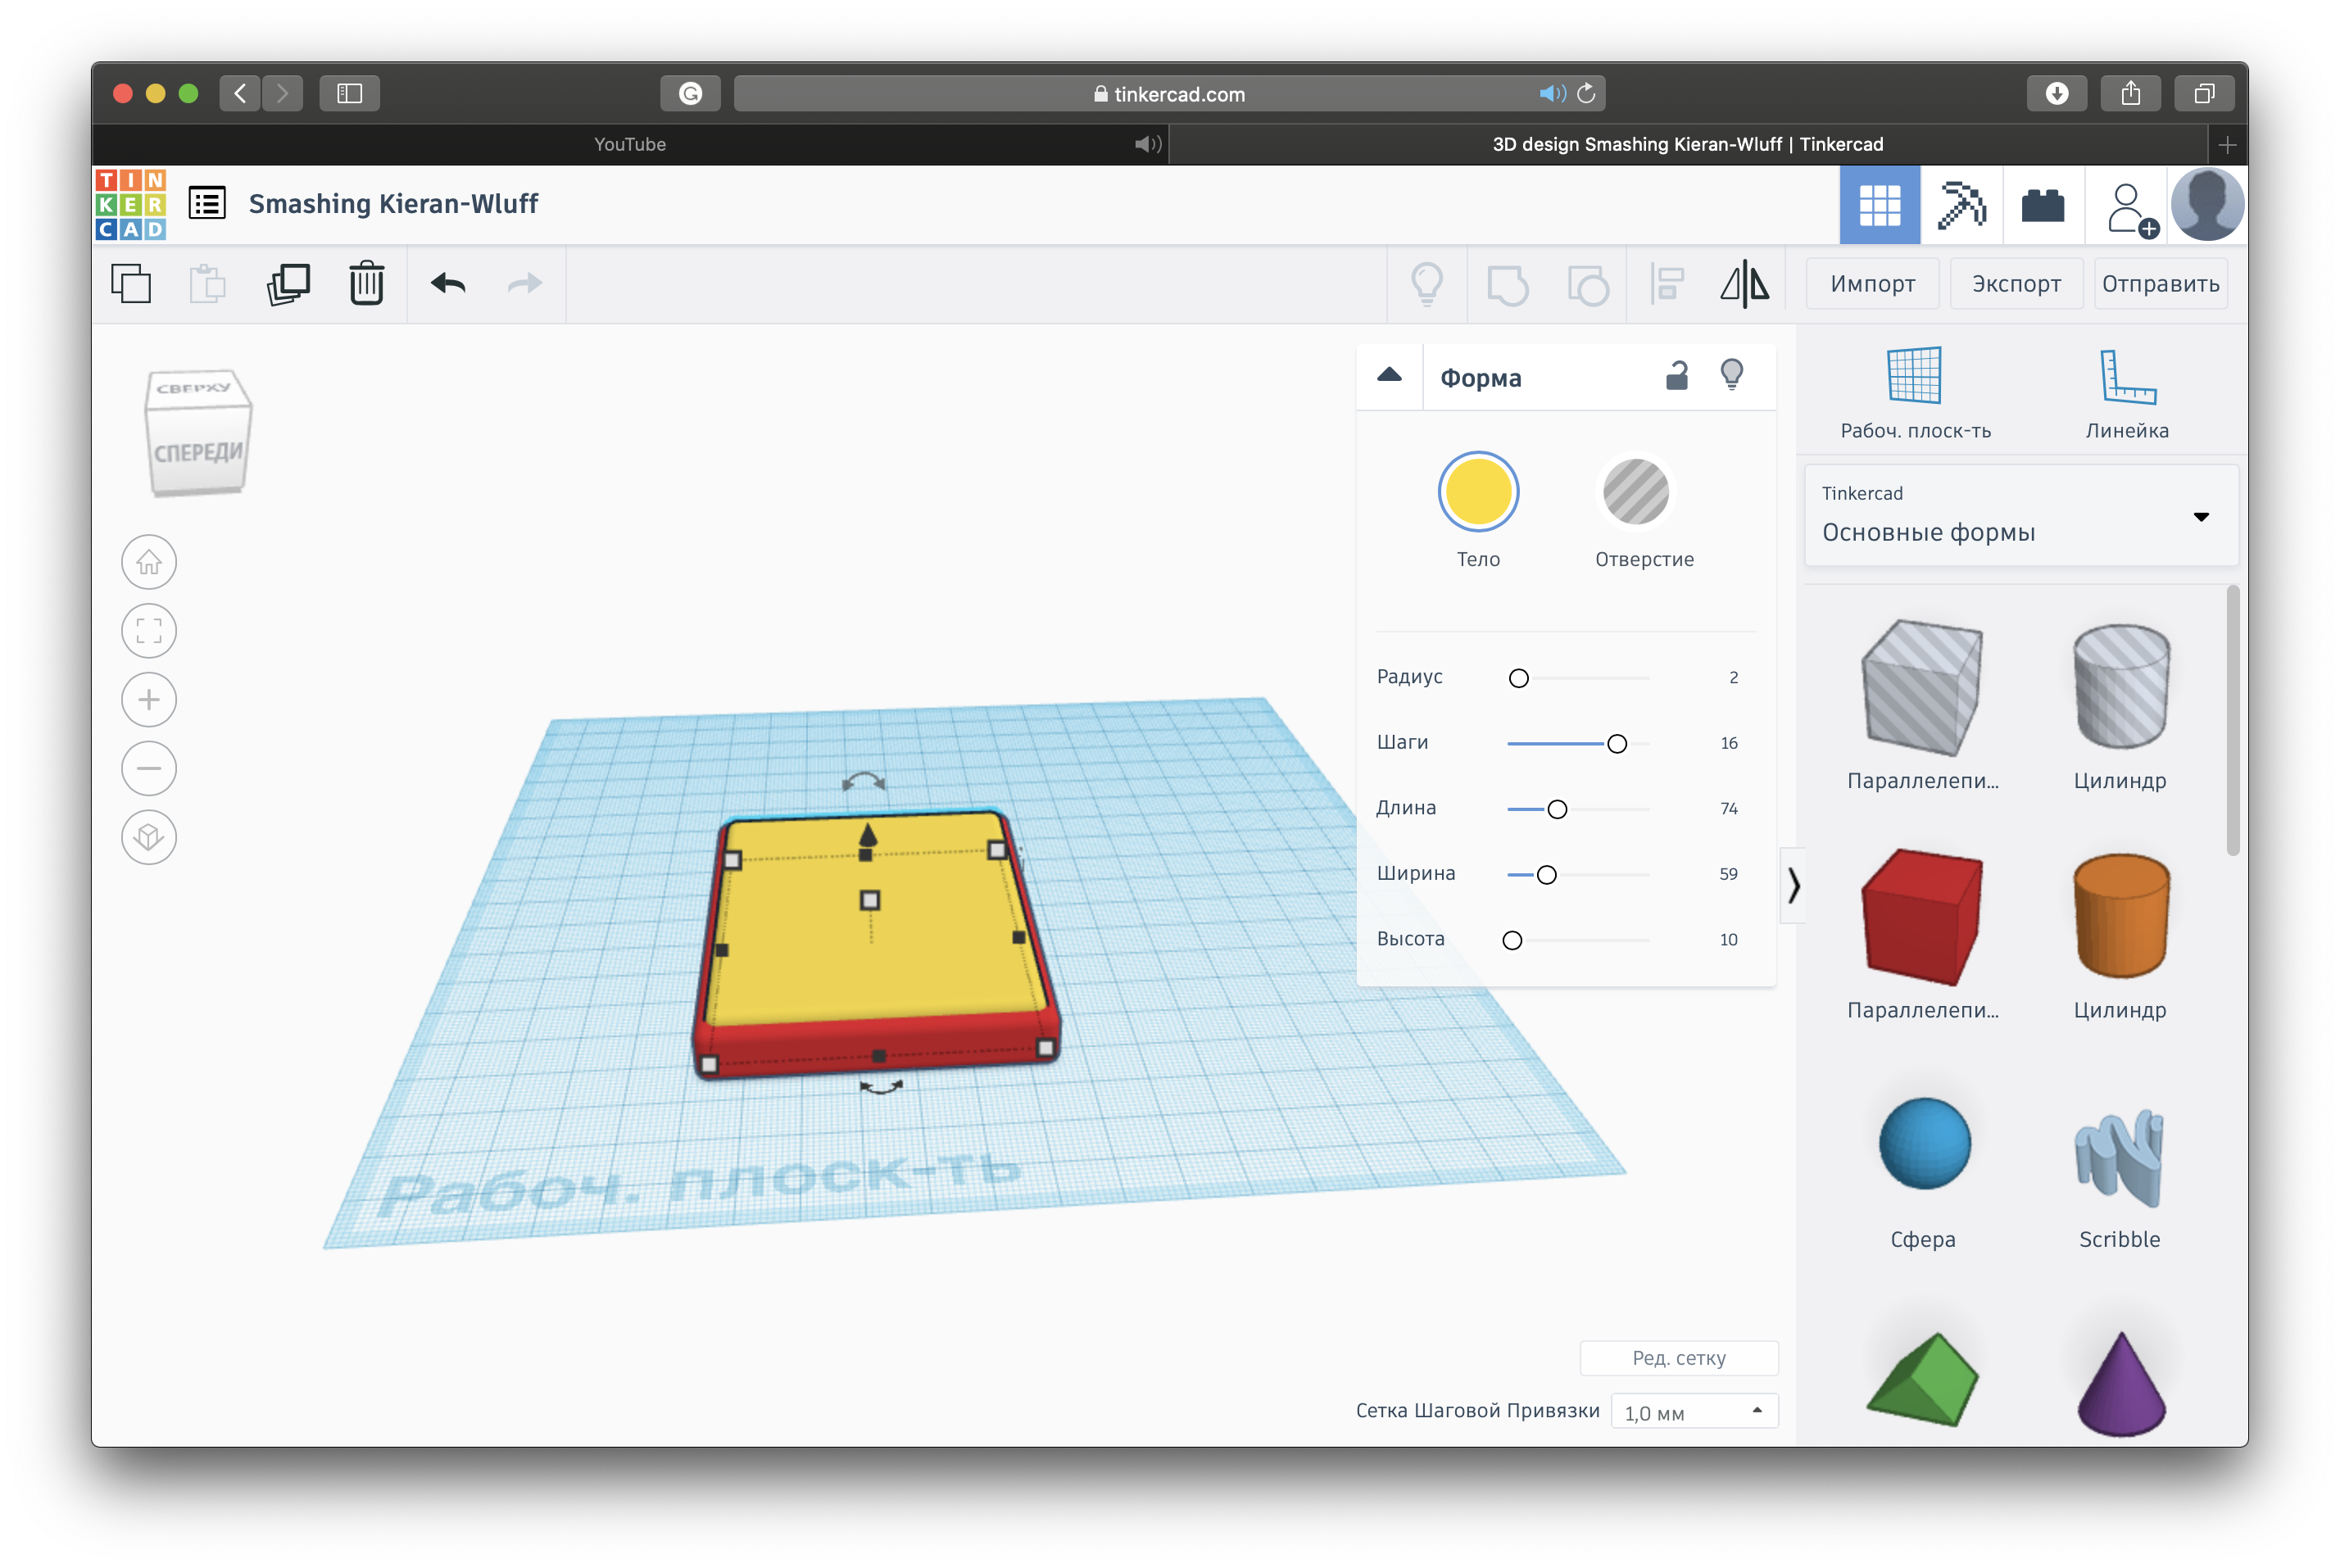 tinkercad.com
YouTube
3D design Smashing Kieran-Wluff | Tinkercad
TIN
KER
CAD
Smashing Kieran-Wluff
Импорт
Экспорт
Отправить
СВЕРХУ
СПЕРЕДИ
Форма
Тело
Отверстие
Радиус 2
Шаги 16
Длина 74
Ширина 59
Высота 10
Рабоч. плоск-ть
Линейка
Tinkercad
Основные формы
Параллелепи...
Цилиндр
Параллелепи...
Цилиндр
Сфера
Scribble
Рабоч. плоск-ть
Ред. сетку
Сетка Шаговой Привязки 1,0 мм